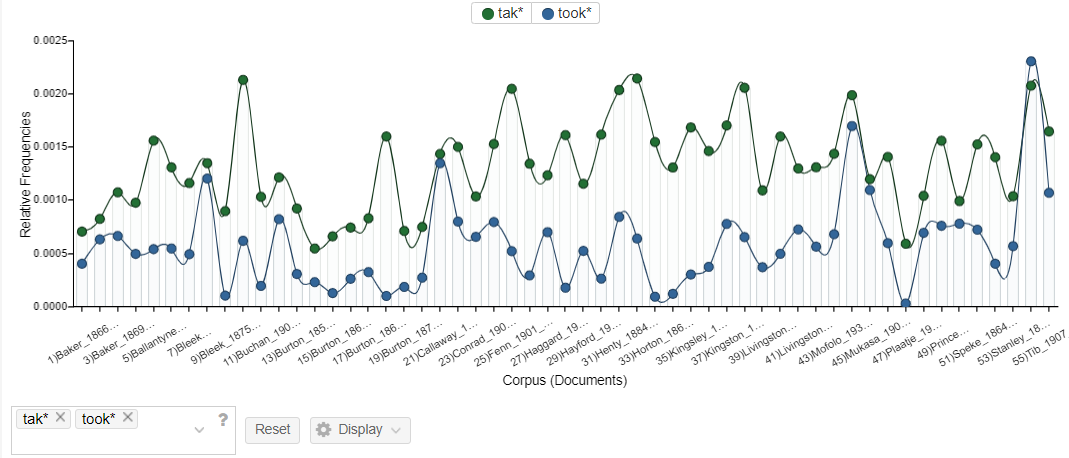 tak* took*
0.0025
0.0020
0.0015
0.0010
0.0005
0.0000
Relative Frequencies
1)Baker_1866...
3)Baker_1869...
5)Ballantyne...
7)Bleek...
9)Bleek_1875...
11)Buchan_190...
13)Burton_185...
15)Burton_186...
17)Burton_186...
19)Burton_187...
21)Callaway_1...
23)Conrad_190...
25)Fenn_1901_...
27)Haggard_19...
29)Hayford_19...
31)Henty_1884...
33)Horton_186...
35)Kingsley_1...
37)Kingston_1...
39)Livingston...
41)Livingston...
43)Mofolo_193...
45)Mukasa_190...
47)Plaatje_19...
49)Prince...
51)Speke_1864...
53)Stanley_18...
55)Tib_1907
Corpus (Documents)
tak* × took* × ?
Reset Display